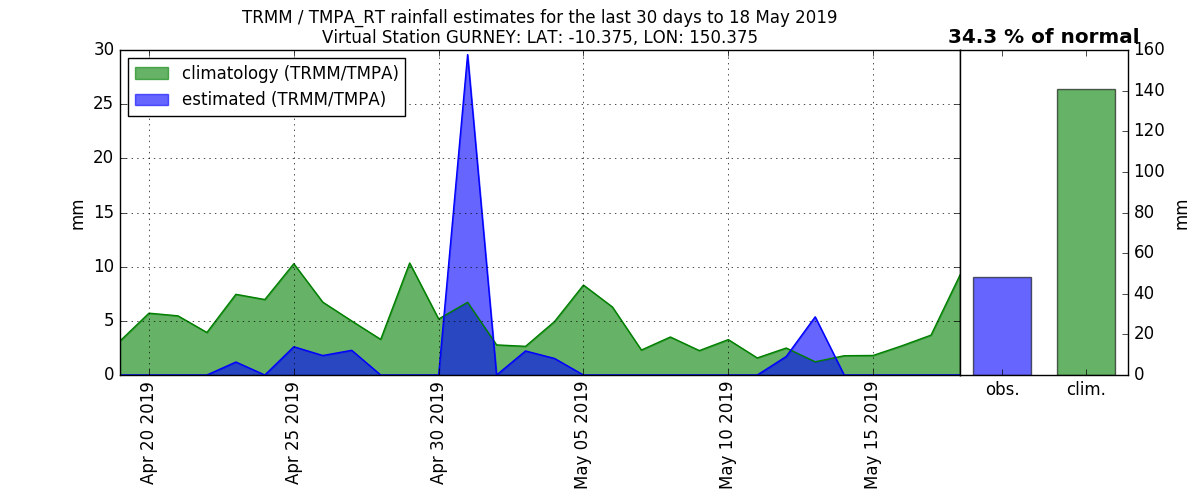 TRMM / TMPA_RT rainfall estimates for the last 30 days to 18 May 2019
Virtual Station GURNEY: LAT: -10.375, LON: 150.375
34.3 % of normal
climatology (TRMM/TMPA)
estimated (TRMM/TMPA)
30
25
20
15
10
5
0
mm
160
140
120
100
80
60
40
20
0
mm
Apr 20 2019
Apr 25 2019
Apr 30 2019
May 05 2019
May 10 2019
May 15 2019
obs.
clim.